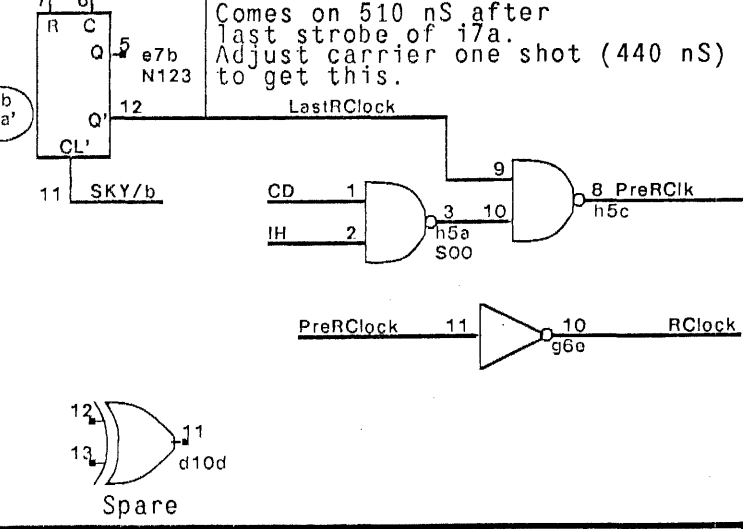 7 6
Comes on 510 nS after
last strobe of i7a.
Adjust carrier one shot (440 nS)
to get this.
R C
Q 5 e7b
N123
b
a'
Q' 12 LastRClock
CL'
11 SKY/b
9
CD 1
8 PreRClk
3 10
h5c
IH 2
h5a
S00
PreRClock 11 10 RClock
g6e
12
11
13
d10d
Spare